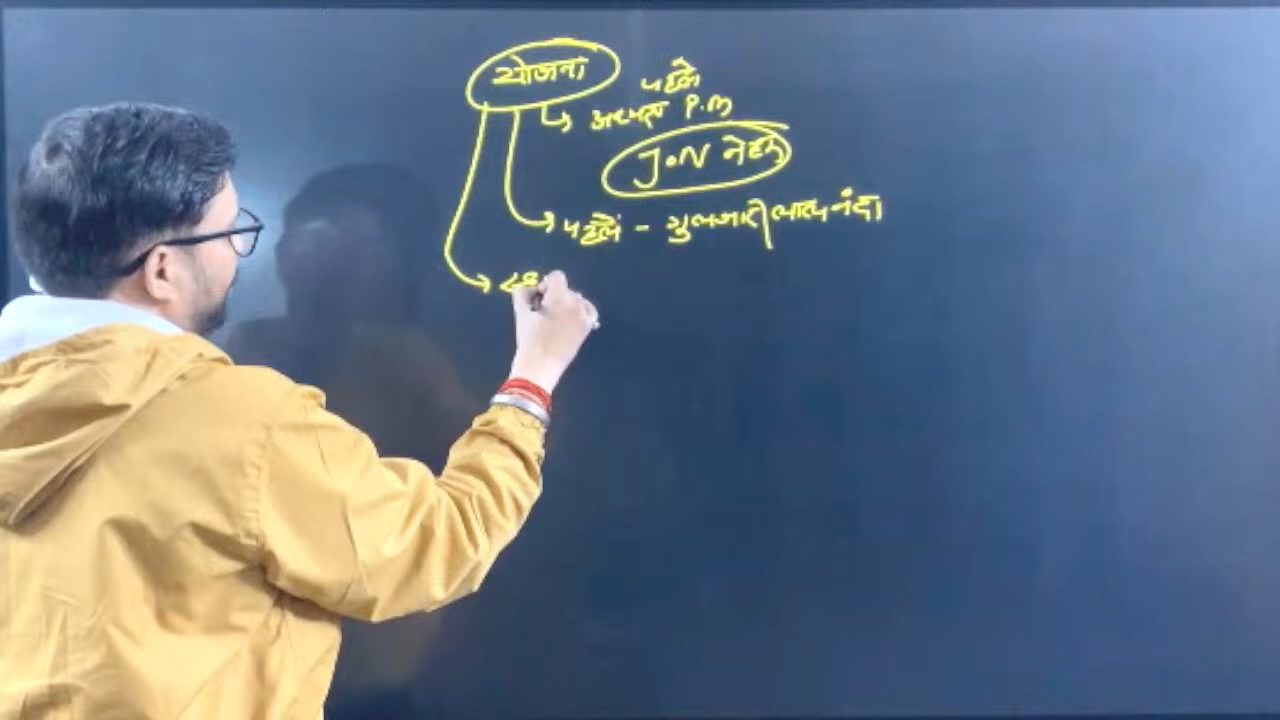 योजना
पहले
अध्यक्ष P.M
J.N नेहरू
पहले - गुलजारीलाल नंदा